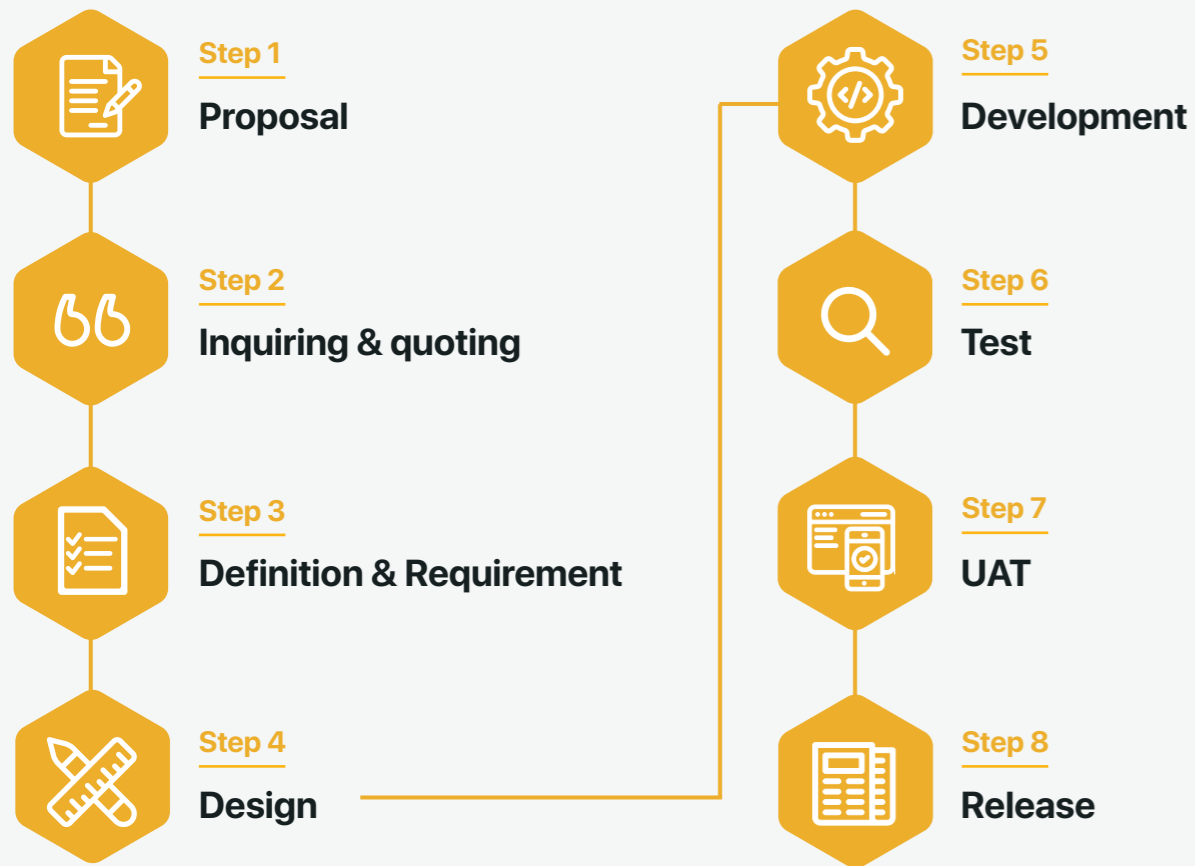 Step 1
Proposal
Step 2
Inquiring & quoting
Step 3
Definition & Requirement
Step 4
Design
Step 5
Development
Step 6
Test
Step 7
UAT
Step 8
Release